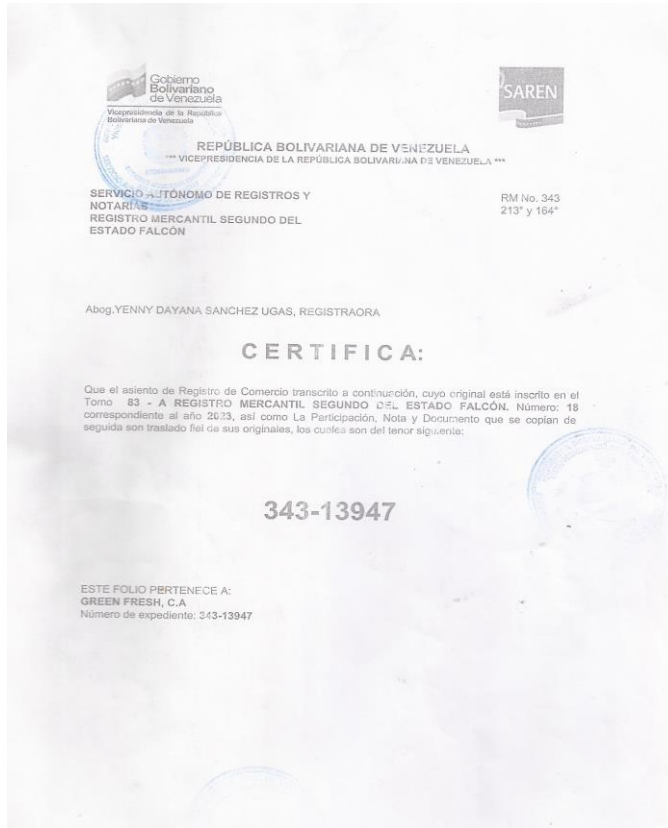 Gobierno
Bolivariano
de Venezuela
Vicepresidencia de la República
Bolivariana de Venezuela
SAREN
REPÚBLICA BOLIVARIANA DE VENEZUELA
*** VICEPRESIDENCIA DE LA REPÚBLICA BOLIVARIANA DE VENEZUELA ***
SERVICIO AUTÓNOMO DE REGISTROS Y
NOTARÍAS
REGISTRO MERCANTIL SEGUNDO DEL
ESTADO FALCÓN
RM No. 343
213° y 164°
Abog.YENNY DAYANA SANCHEZ UGAS, REGISTRAORA
CERTIFICA:
Que el asiento de Registro de Comercio transcrito a continuación, cuyo original está inscrito en el
Tomo 83 - A REGISTRO MERCANTIL SEGUNDO DEL ESTADO FALCÓN. Número: 18
correspondiente al año 2023, así como La Participación, Nota y Documento que se copian de
seguida son traslado fiel de sus originales, los cuales son del tenor siguiente:
343-13947
ESTE FOLIO PERTENECE A:
GREEN FRESH, C.A
Número de expediente: 343-13947